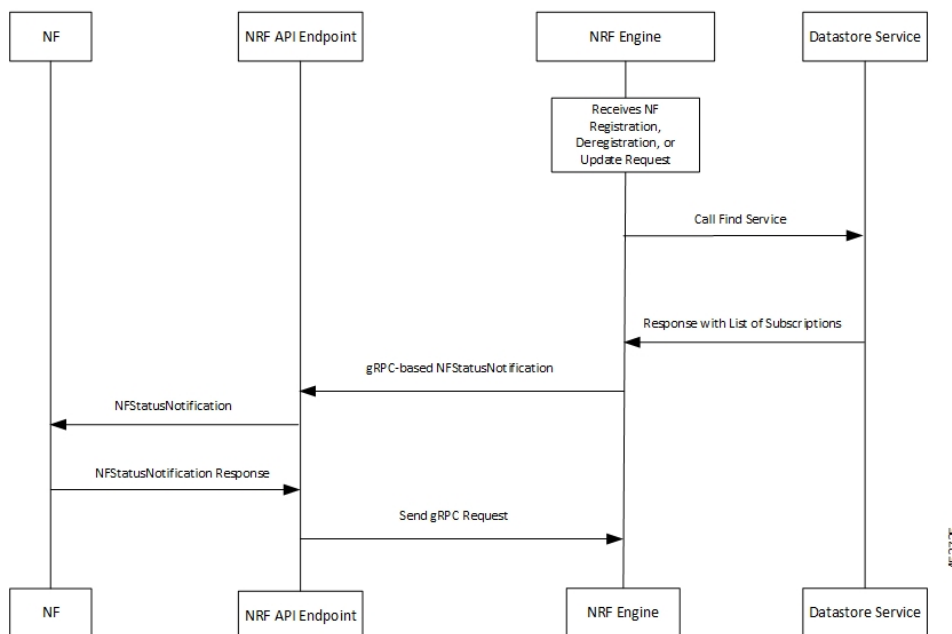 NF
NRF API Endpoint
NRF Engine
Datastore Service
Receives NF
Registration,
Deregistration, or
Update Request
Call Find Service
Response with List of Subscriptions
gRPC-based NFStatusNotification
NFStatusNotification
NFStatusNotification Response
Send gRPC Request
NF
NRF API Endpoint
NRF Engine
Datastore Service